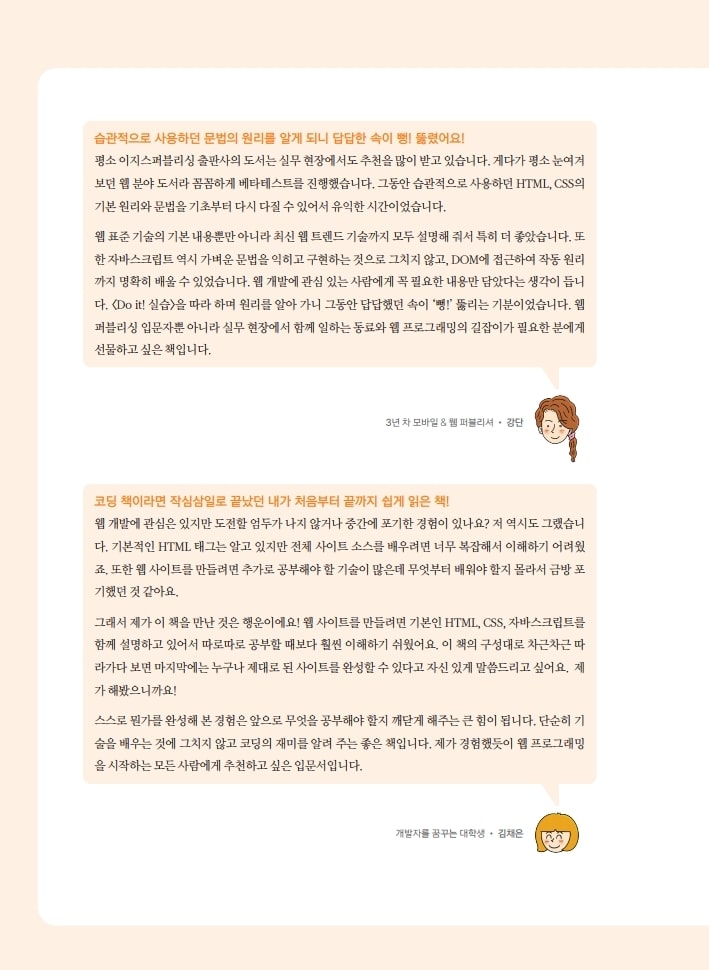 습관적으로 사용하던 문법의 원리를 알게 되니 답답한 속이 뻥! 뚫렸어요!
평소 이지스퍼블리싱 출판사의 도서는 실무 현장에서도 추천을 많이 받고 있습니다. 게다가 평소 눈여겨
보던 웹 분야 도서라 꼼꼼하게 베타테스트를 진행했습니다. 그동안 습관적으로 사용하던 HTML, CSS의
기본 원리와 문법을 기초부터 다시 다질 수 있어서 유익한 시간이었습니다.
웹 표준 기술의 기본 내용뿐만 아니라 최신 웹 트렌드 기술까지 모두 설명해 줘서 특히 더 좋았습니다. 또
한 자바스크립트 역시 가벼운 문법을 익히고 구현하는 것으로 그치지 않고, DOM에 접근하여 작동 원리
까지 명확히 배울 수 있었습니다. 웹 개발에 관심 있는 사람에게 꼭 필요한 내용만 담았다는 생각이 듭니
다. 〈Do it! 실습〉을 따라 하며 원리를 알아 가니 그동안 답답했던 속이 ‘뻥!’ 뚫리는 기분이었습니다. 웹
퍼블리싱 입문자뿐 아니라 실무 현장에서 함께 일하는 동료와 웹 프로그래밍의 길잡이가 필요한 분에게
선물하고 싶은 책입니다.
3년 차 모바일 & 웹 퍼블리셔 • 강단
코딩 책이라면 작심삼일로 끝났던 내가 처음부터 끝까지 쉽게 읽은 책!
웹 개발에 관심은 있지만 도전할 엄두가 나지 않거나 중간에 포기한 경험이 있나요? 저 역시도 그랬습니
다. 기본적인 HTML 태그는 알고 있지만 전체 사이트 소스를 배우려면 너무 복잡해서 이해하기 어려웠
죠. 또한 웹 사이트를 만들려면 추가로 공부해야 할 기술이 많은데 무엇부터 배워야 할지 몰라서 금방 포
기했던 것 같아요.
그래서 제가 이 책을 만난 것은 행운이에요! 웹 사이트를 만들려면 기본인 HTML, CSS, 자바스크립트를
함께 설명하고 있어서 따로따로 공부할 때보다 훨씬 이해하기 쉬웠어요. 이 책의 구성대로 차근차근 따
라가다 보면 마지막에는 누구나 제대로 된 사이트를 완성할 수 있다고 자신 있게 말씀드리고 싶어요. 제
가 해봤으니까요!
스스로 뭔가를 완성해 본 경험은 앞으로 무엇을 공부해야 할지 깨닫게 해주는 큰 힘이 됩니다. 단순히 기
술을 배우는 것에 그치지 않고 코딩의 재미를 알려 주는 좋은 책입니다. 제가 경험했듯이 웹 프로그래밍
을 시작하는 모든 사람에게 추천하고 싶은 입문서입니다.
개발자를 꿈꾸는 대학생 • 김채은